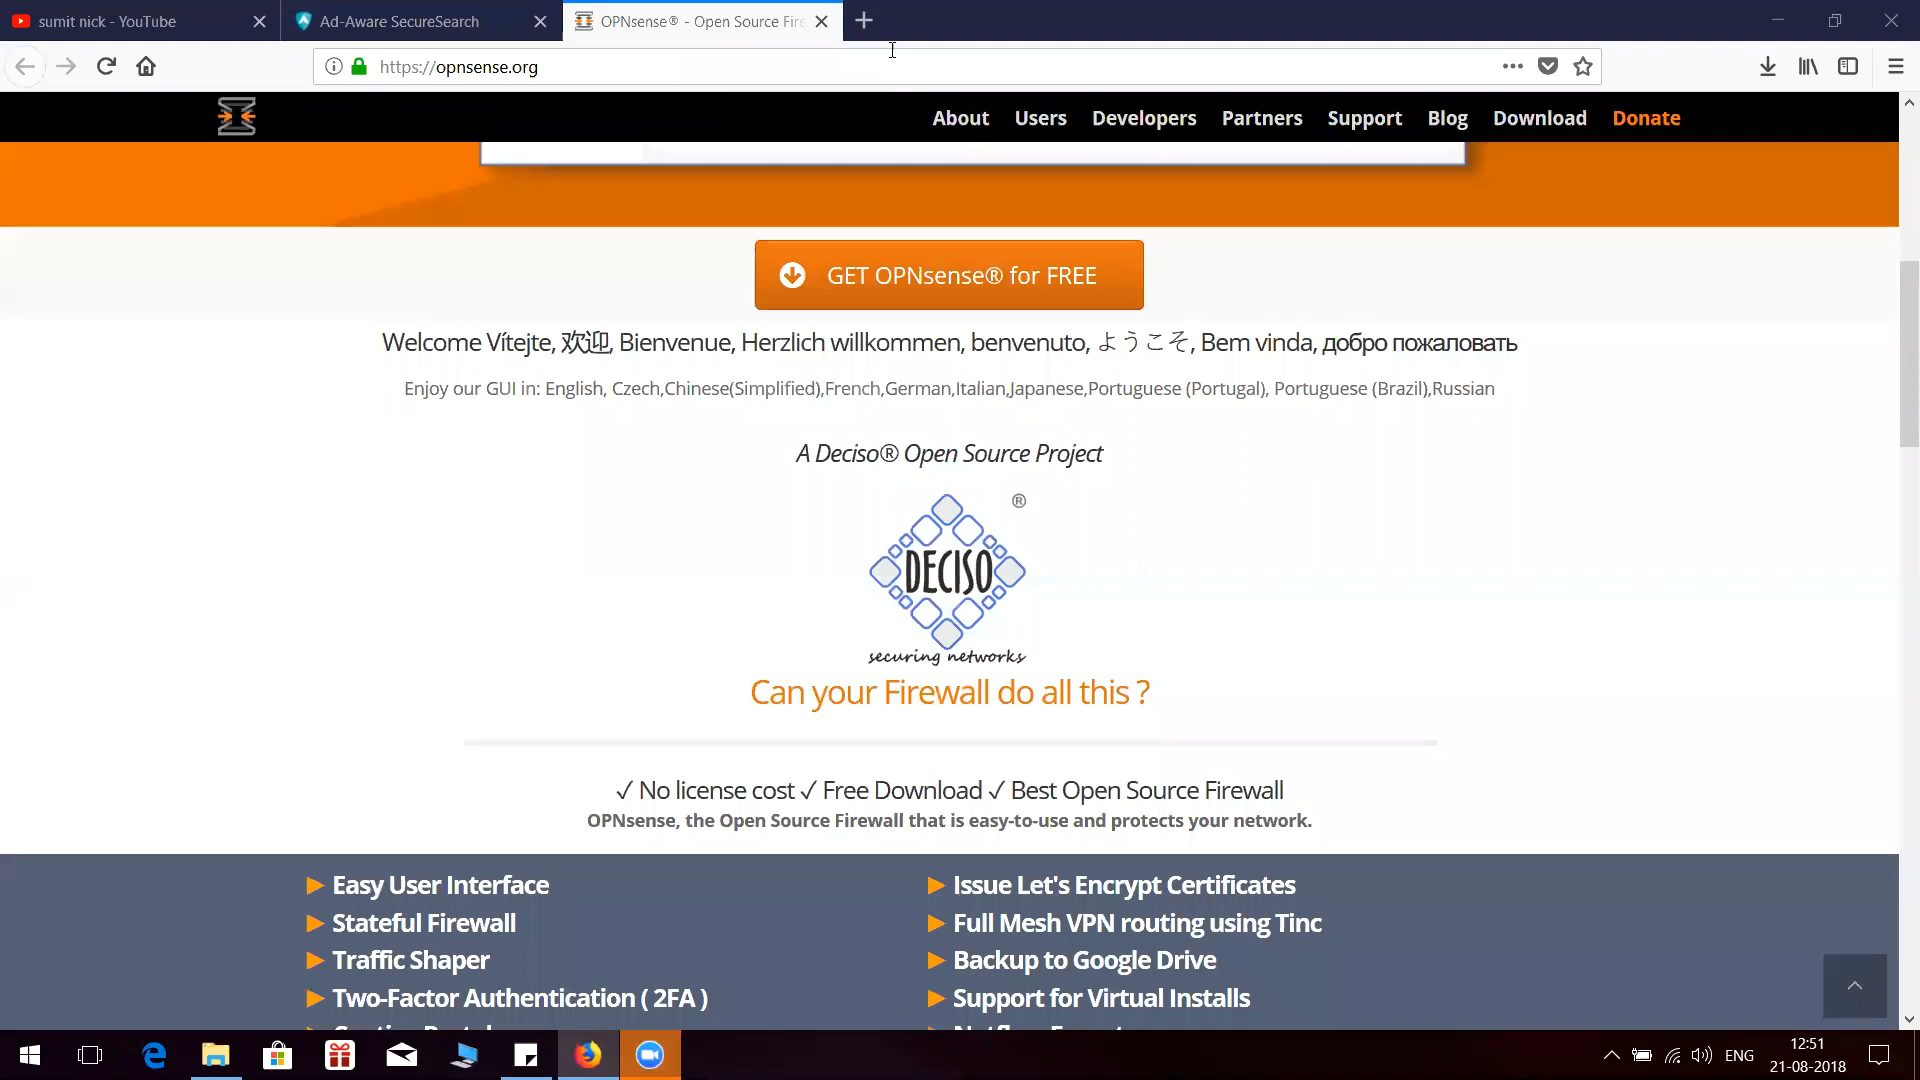 sumit nick - YouTube
Ad-Aware SecureSearch
OPNsense® - Open Source Fire
https://opnsense.org
About Users Developers Partners Support Blog Download Donate
GET OPNsense® for FREE
Welcome Vítejte, 欢迎, Bienvenue, Herzlich willkommen, benvenuto, ようこそ, Bem vinda, добро пожаловать
Enjoy our GUI in: English, Czech,Chinese(Simplified),French,German,Italian,Japanese,Portuguese (Portugal), Portuguese (Brazil),Russian
A Deciso® Open Source Project
®
DECISO
securing networks
Can your Firewall do all this ?
✓ No license cost ✓ Free Download ✓ Best Open Source Firewall
OPNsense, the Open Source Firewall that is easy-to-use and protects your network.
Easy User Interface
Stateful Firewall
Traffic Shaper
Two-Factor Authentication ( 2FA )
Issue Let's Encrypt Certificates
Full Mesh VPN routing using Tinc
Backup to Google Drive
Support for Virtual Installs
ENG
12:51
21-08-2018